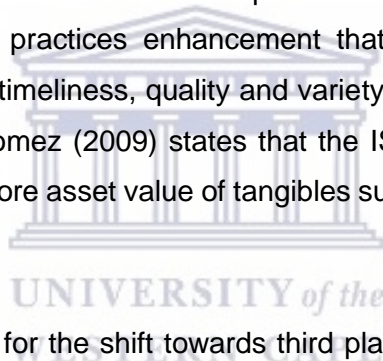 practices enhancement that
timeliness, quality and variety
omez (2009) states that the IS
ore asset value of tangibles su
UNIVERSITY of the
for the shift towards third pla